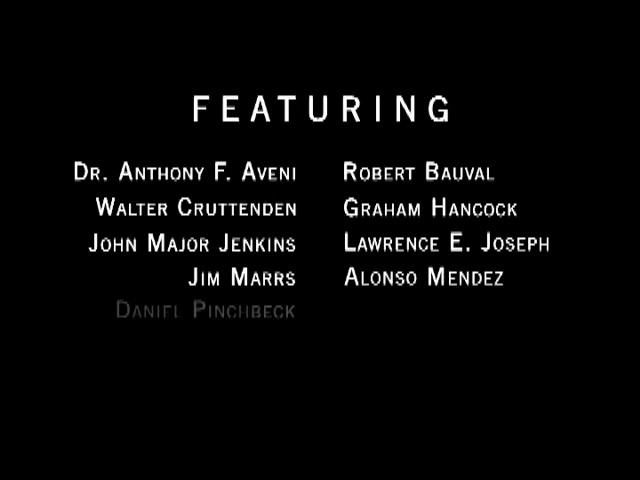 FEATURING
DR. ANTHONY F. AVENI ROBERT BAUVAL
WALTER CRUTTENDEN GRAHAM HANCOCK
JOHN MAJOR JENKINS LAWRENCE E. JOSEPH
JIM MARRS ALONSO MENDEZ
DANIEL PINCHBECK